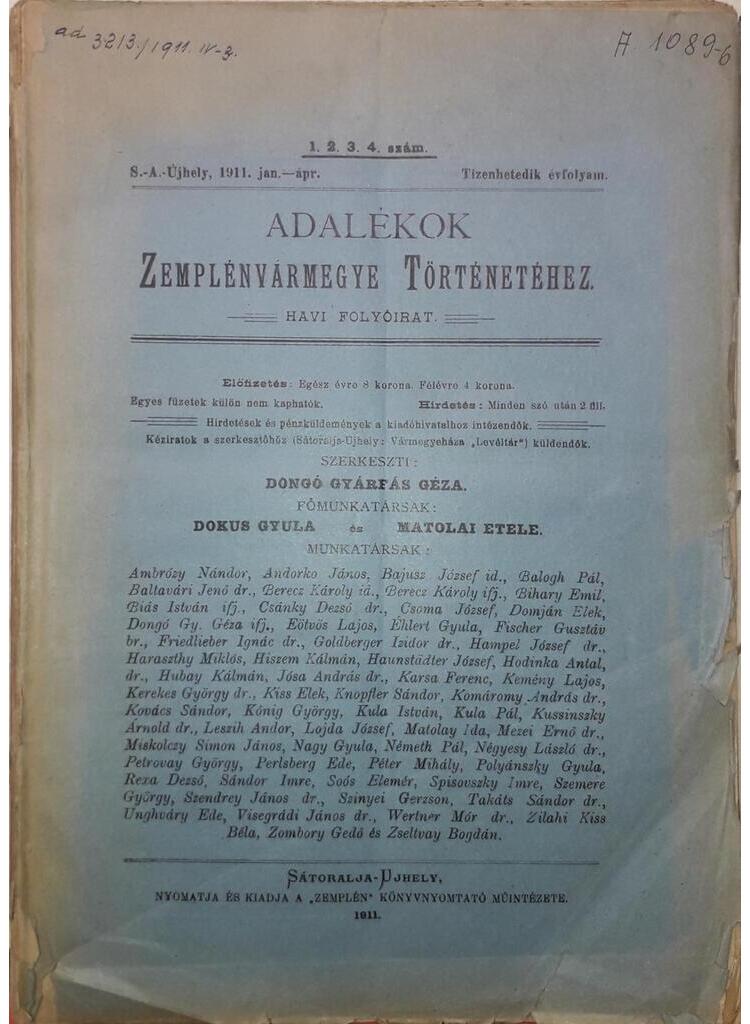 ad 3213/1911. IV-3.
A 1089-6
1. 2. 3. 4. szám.
S.-A.-Újhely, 1911. jan.—ápr. Tizenhetedik évfolyam.
ADALÉKOK
ZEMPLÉNVÁRMEGYE TÖRTÉNETÉHEZ.
HAVI FOLYÓIRAT.
Előfizetés: Egész évre 8 korona. Félévre 4 korona.
Egyes füzetek külön nem kaphatók. Hirdetés: Minden szó után 2 fill.
Hirdetések és pénzküldemények a kiadóhivatalhoz intézendők.
Kéziratok a szerkesztőhöz (Sátoralja-Ujhely: Vármegyeháza „Levéltár") küldendők.
SZERKESZTI:
DONGÓ GYÁRFÁS GÉZA.
FŐMUNKATÁRSAK:
DOKUS GYULA és MATOLAI ETELE.
MUNKATÁRSAK:
Ambrózy Nándor, Andorko János, Bajusz József id., Balogh Pál,
Baltavári Jenő dr., Berecz Károly id., Berecz Károly ifj., Bihary Emil,
Biás István ifj., Csánky Dezső dr., Csoma József, Domján Elek,
Dongó Gy. Géza ifj., Eötvös Lajos, Ehlert Gyula, Fischer Gusztáv
br., Friedlieber Ignác dr., Goldberger Izidor dr., Hampel József dr.,
Haraszthy Miklós, Hiszem Kálmán, Haunstädter József, Hodinka Antal,
dr., Hubay Kálmán, Jósa András dr., Karsa Ferenc, Kemény Lajos,
Kerekes György dr., Kiss Elek, Knopfler Sándor, Komáromy András dr.,
Kovács Sándor, König György, Kula István, Kula Pál, Kussinszky
Arnold dr., Leszih Andor, Lojda József, Matolay Ida, Mezei Ernő dr.,
Miskolczy Simon János, Nagy Gyula, Németh Pál, Négyesy László dr.,
Petrovay György, Perlsberg Ede, Péter Mihály, Polyánszky Gyula,
Rexa Dezső, Sándor Imre, Soós Elemér, Spisovszky Imre, Szemere
György, Szendrey János dr., Szinyei Gerzson, Takáts Sándor dr.,
Unghváry Ede, Visegrádi János dr., Wertner Mór dr., Zilahi Kiss
Béla, Zombory Gedő és Zseltvay Bogdán.
SÁTORALJA-UJHELY,
NYOMATJA ÉS KIADJA A „ZEMPLÉN" KÖNYVNYOMTATÓ MŰINTÉZETE.
1911.